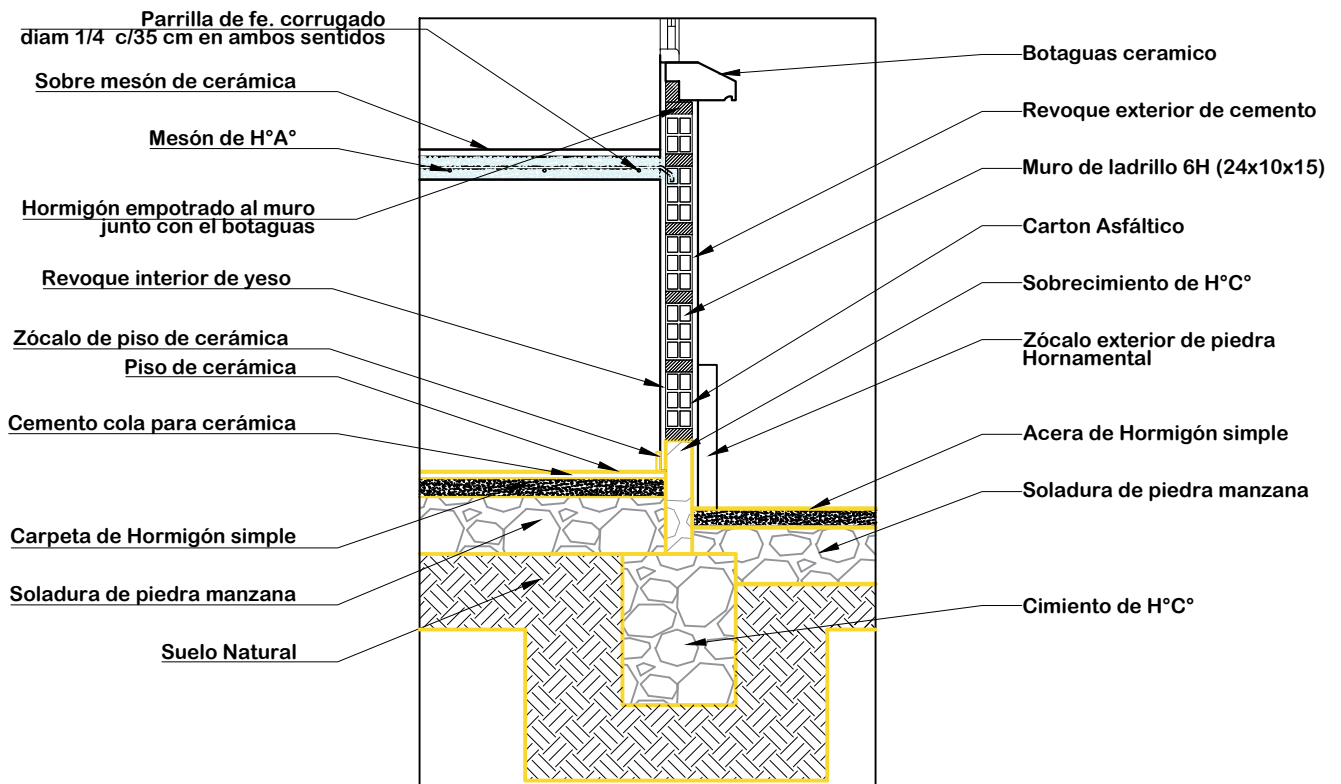 Parrilla de fe. corrugado
diam 1/4 c/35 cm en ambos sentidos
Sobre mesón de cerámica
Mesón de H°A°
Hormigón empotrado al muro
junto con el botaguas
Revoque interior de yeso
Zócalo de piso de cerámica
Piso de cerámica
Cemento cola para cerámica
Carpeta de Hormigón simple
Soladura de piedra manzana
Suelo Natural
Botaguas ceramico
Revoque exterior de cemento
Muro de ladrillo 6H (24x10x15)
Carton Asfáltico
Sobrecimiento de H°C°
Zócalo exterior de piedra
Hornamental
Acera de Hormigón simple
Soladura de piedra manzana
Cimiento de H°C°